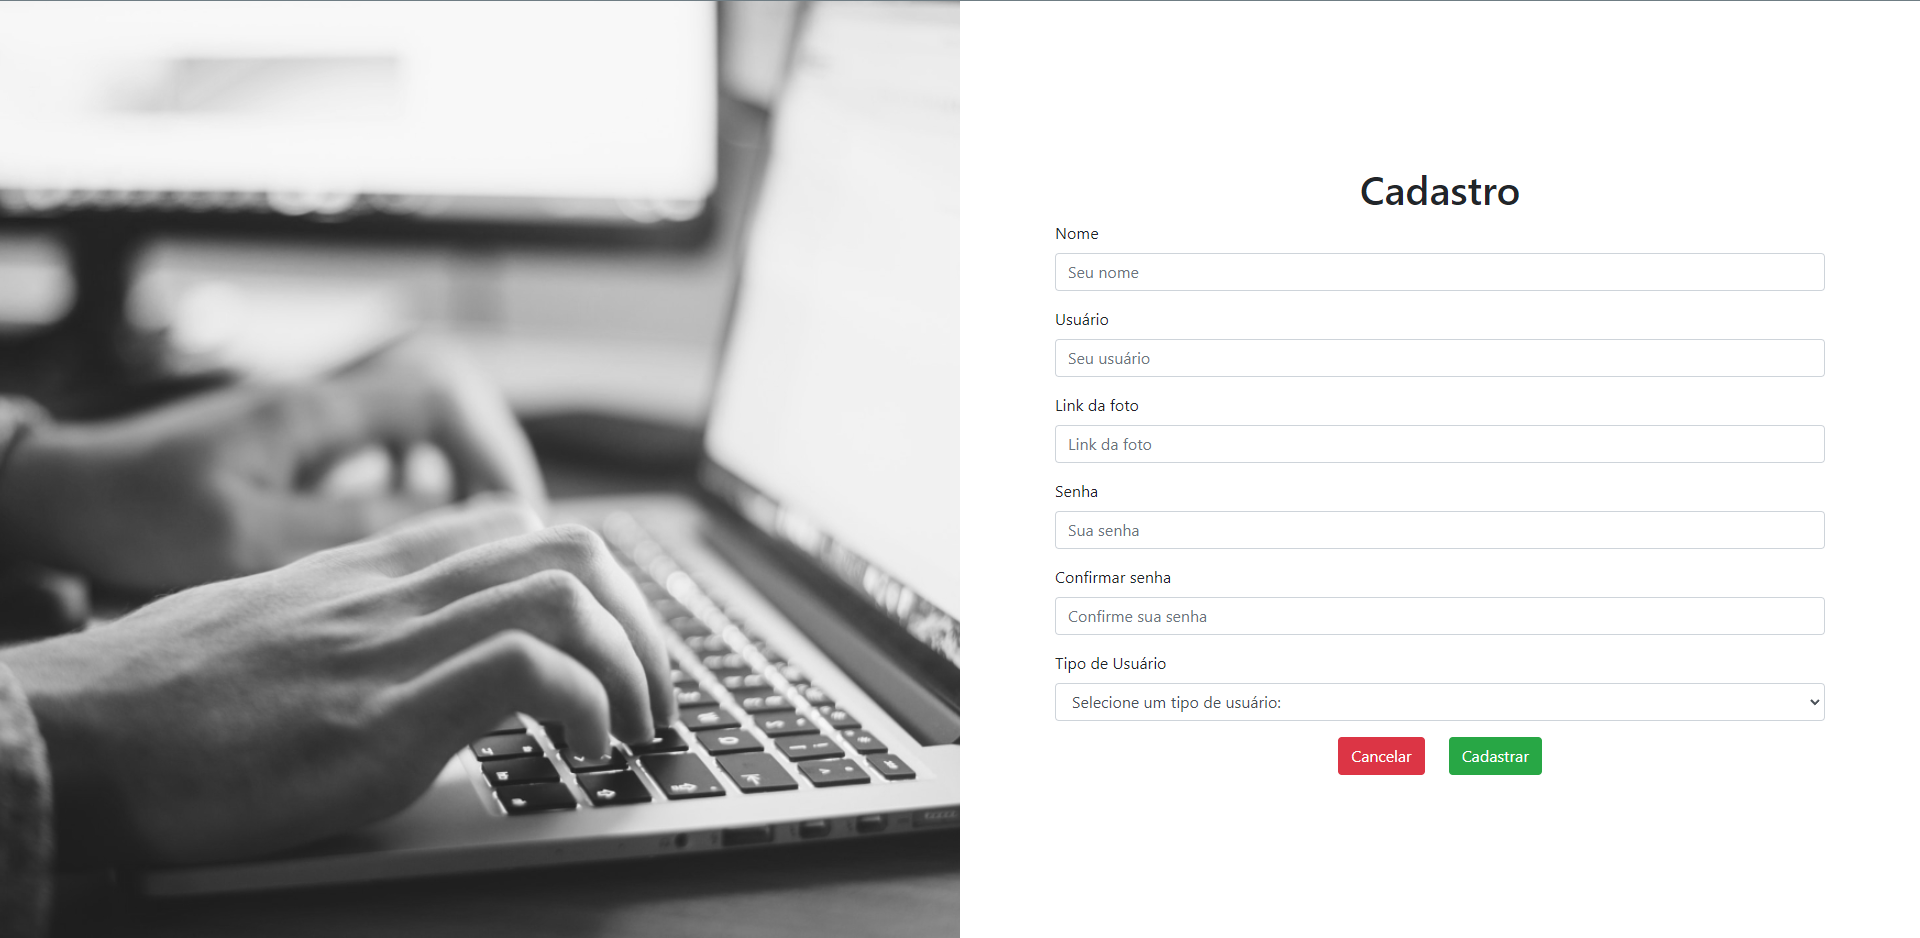 Cadastro
Nome
Seu nome
Usuário
Seu usuário
Link da foto
Link da foto
Senha
Sua senha
Confirmar senha
Confirme sua senha
Tipo de Usuário
Selecione um tipo de usuário:
Cancelar Cadastrar